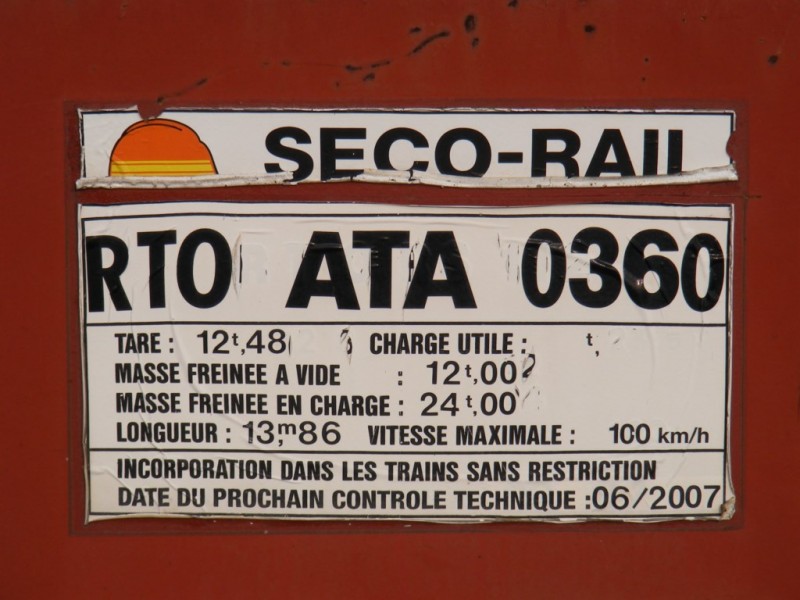 SECO-RAIL
RTO ATA 0360
TARE : 12t,48 CHARGE UTILE : t,
MASSE FREINEE A VIDE : 12t,00
MASSE FREINEE EN CHARGE : 24t,00
LONGUEUR : 13,m86 VITESSE MAXIMALE : 100 km/h
INCORPORATION DANS LES TRAINS SANS RESTRICTION
DATE DU PROCHAIN CONTROLE TECHNIQUE :06/2007